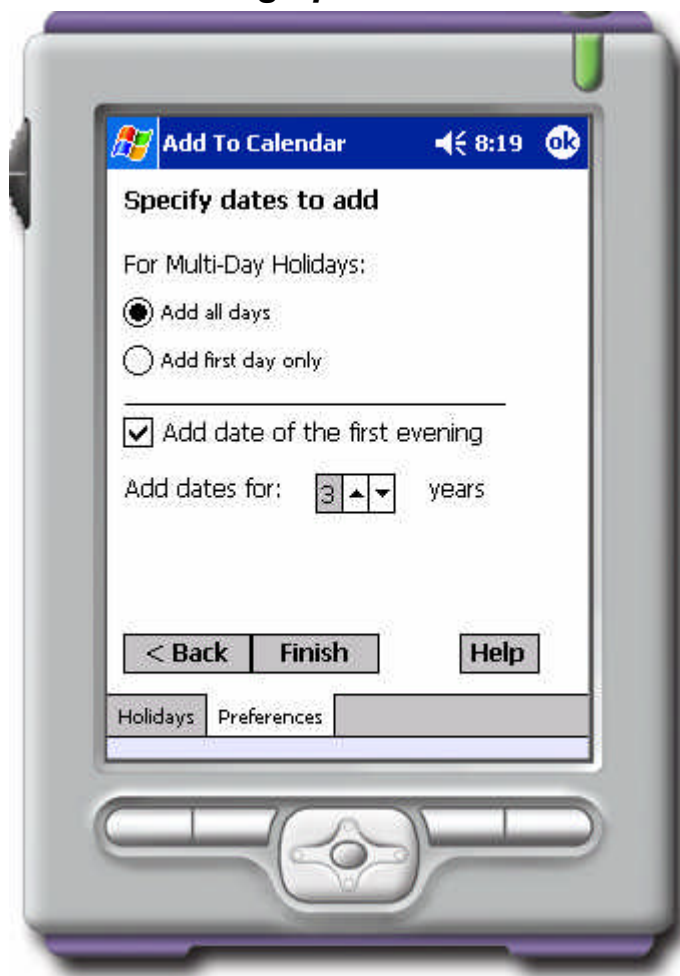 Add To Calendar 8:19 ok
Specify dates to add
For Multi-Day Holidays:
Add all days
Add first day only
Add date of the first evening
Add dates for: 3 years
< Back Finish Help
Holidays Preferences